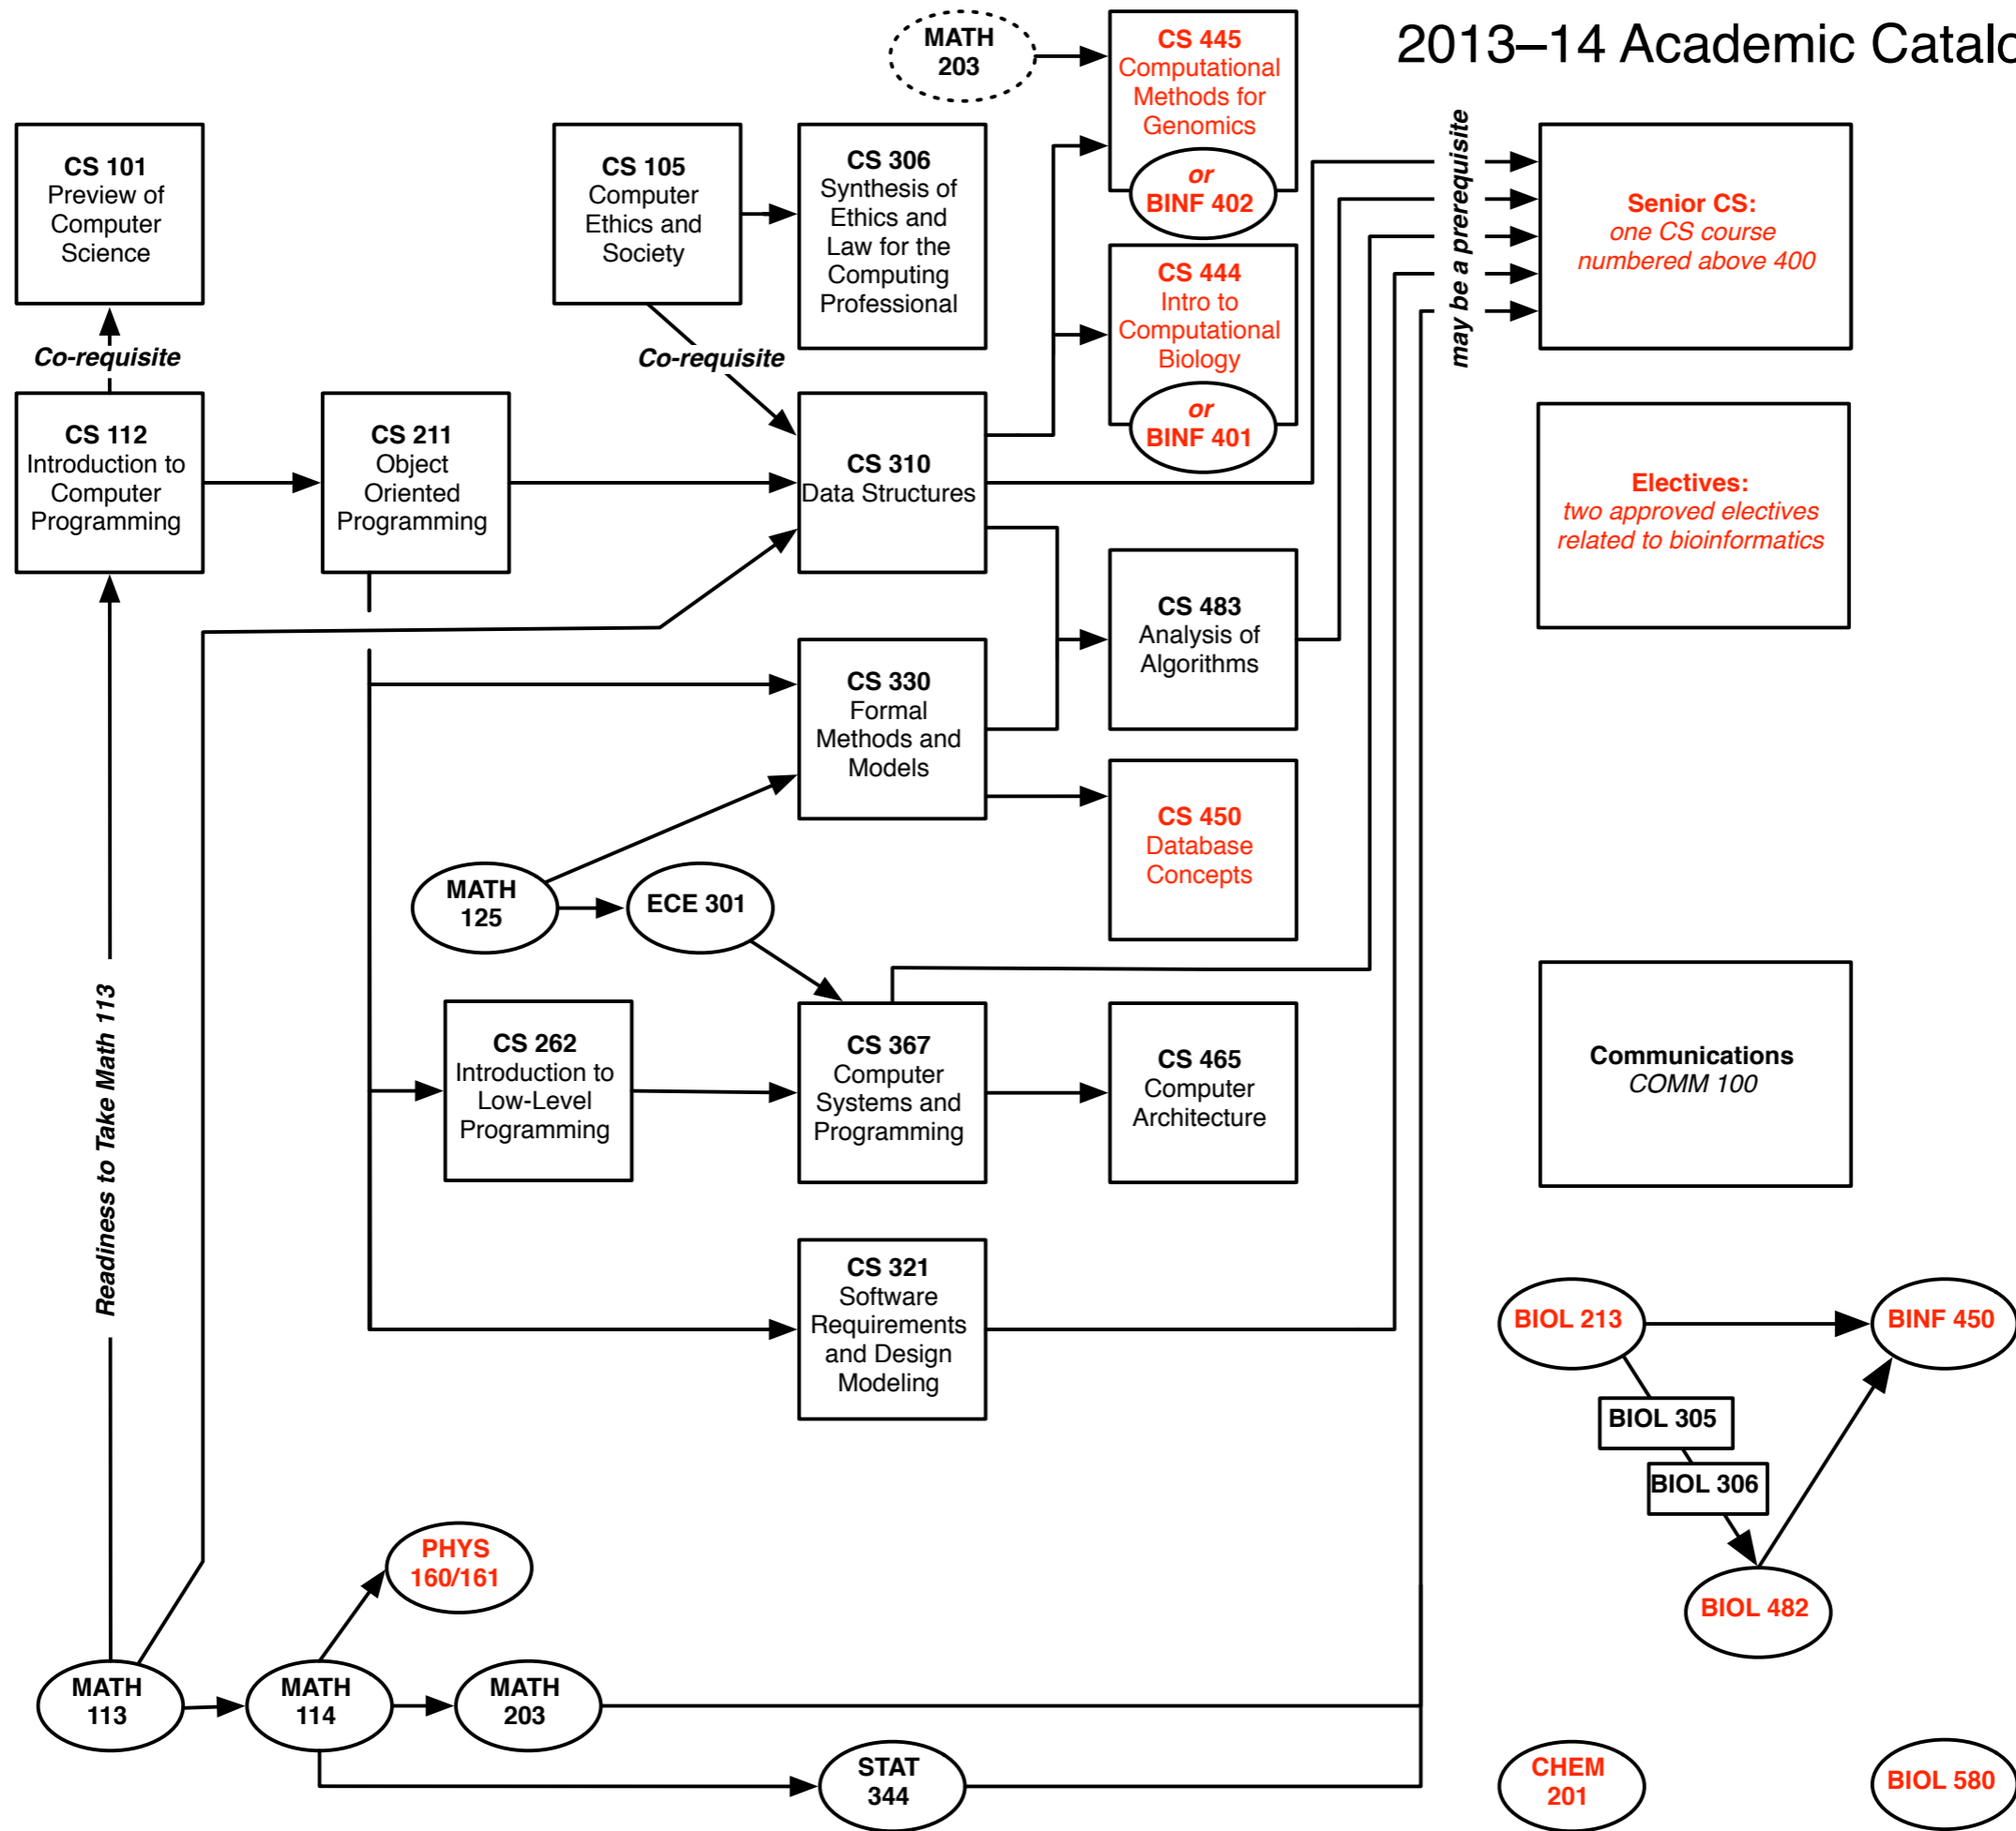 2013–14 Academic Catalo
MATH
203
CS 445
Computational
Methods for
Genomics
or
BINF 402
CS 101
Preview of
Computer
Science
CS 105
Computer
Ethics and
Society
CS 306
Synthesis of
Ethics and
Law for the
Computing
Professional
may be a prerequisite
Senior CS:
one CS course
numbered above 400
CS 444
Intro to
Computational
Biology
or
BINF 401
Co-requisite
Co-requisite
CS 112
Introduction to
Computer
Programming
CS 211
Object
Oriented
Programming
CS 310
Data Structures
Electives:
two approved electives
related to bioinformatics
CS 483
Analysis of
Algorithms
CS 330
Formal
Methods and
Models
CS 450
Database
Concepts
MATH
125
ECE 301
Readiness to Take Math 113
CS 262
Introduction to
Low-Level
Programming
CS 367
Computer
Systems and
Programming
CS 465
Computer
Architecture
Communications
COMM 100
CS 321
Software
Requirements
and Design
Modeling
BIOL 213
BINF 450
BIOL 305
BIOL 306
BIOL 482
PHYS
160/161
MATH
113
MATH
114
MATH
203
STAT
344
CHEM
201
BIOL 580